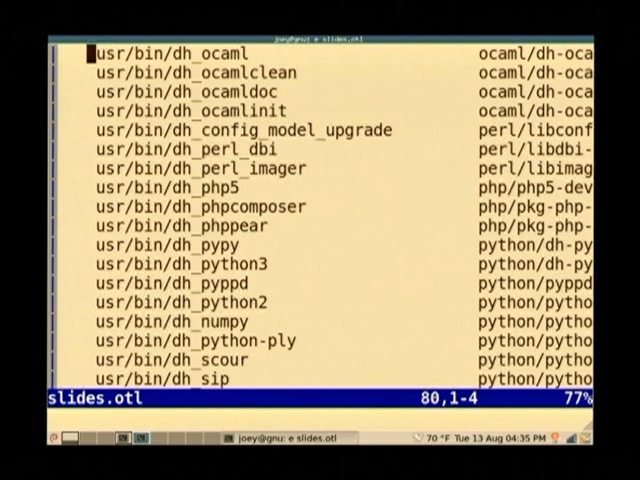 joey@gnu: e slides.otl
usr/bin/dh_ocaml ocaml/dh-oca
usr/bin/dh_ocamlclean ocaml/dh-oca
usr/bin/dh_ocamldoc ocaml/dh-oca
usr/bin/dh_ocamlinit ocaml/dh-oca
usr/bin/dh_config_model_upgrade perl/libconf
usr/bin/dh_perl_dbi perl/libdbi-
usr/bin/dh_perl_imager perl/libimag
usr/bin/dh_php5 php/php5-dev
usr/bin/dh_phpcomposer php/pkg-php-
usr/bin/dh_phppear php/pkg-php-
usr/bin/dh_pypy python/dh-py
usr/bin/dh_python3 python/dh-py
usr/bin/dh_pyppd python/pyppd
usr/bin/dh_python2 python/pytho
usr/bin/dh_numpy python/pytho
usr/bin/dh_python-ply python/pytho
usr/bin/dh_scour python/pytho
usr/bin/dh_sip python/pytho
slides.otl 80,1-4 77%
joey@gnu: e slides.otl 70 °F Tue 13 Aug 04:35 PM